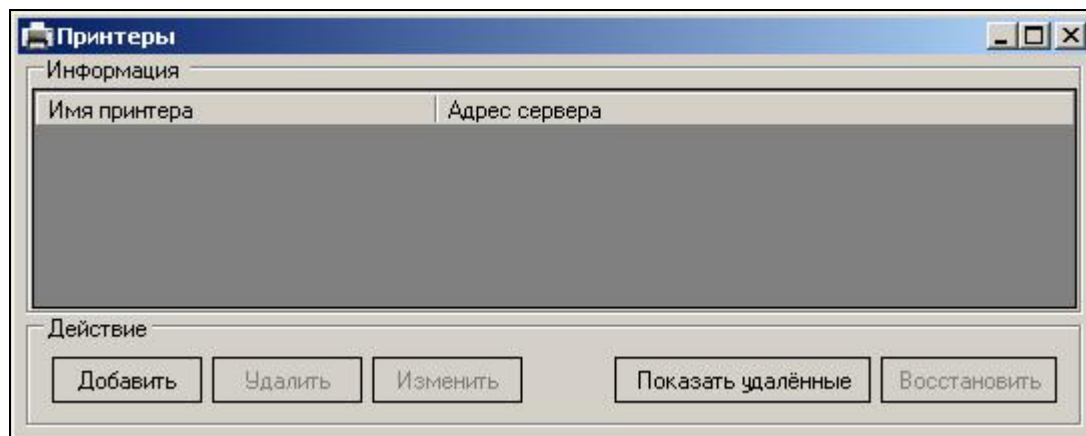 Принтеры
Информация
Имя принтера Адрес сервера
Действие
Добавить Удалить Изменить Показать удалённые Восстановить